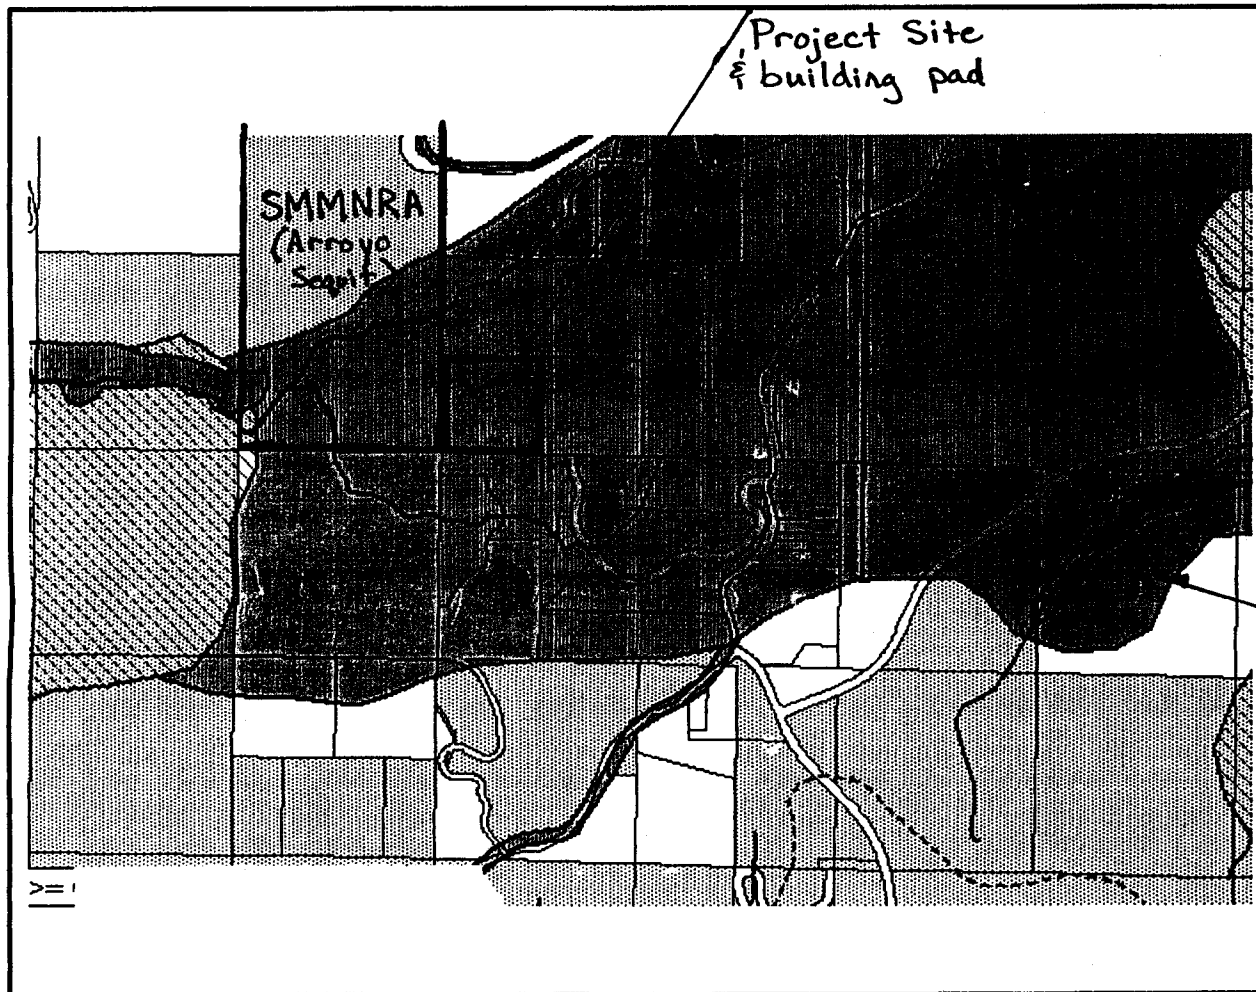 Project Site
& building pad
SMMNRA
(Arroyo
Sequit)
>=